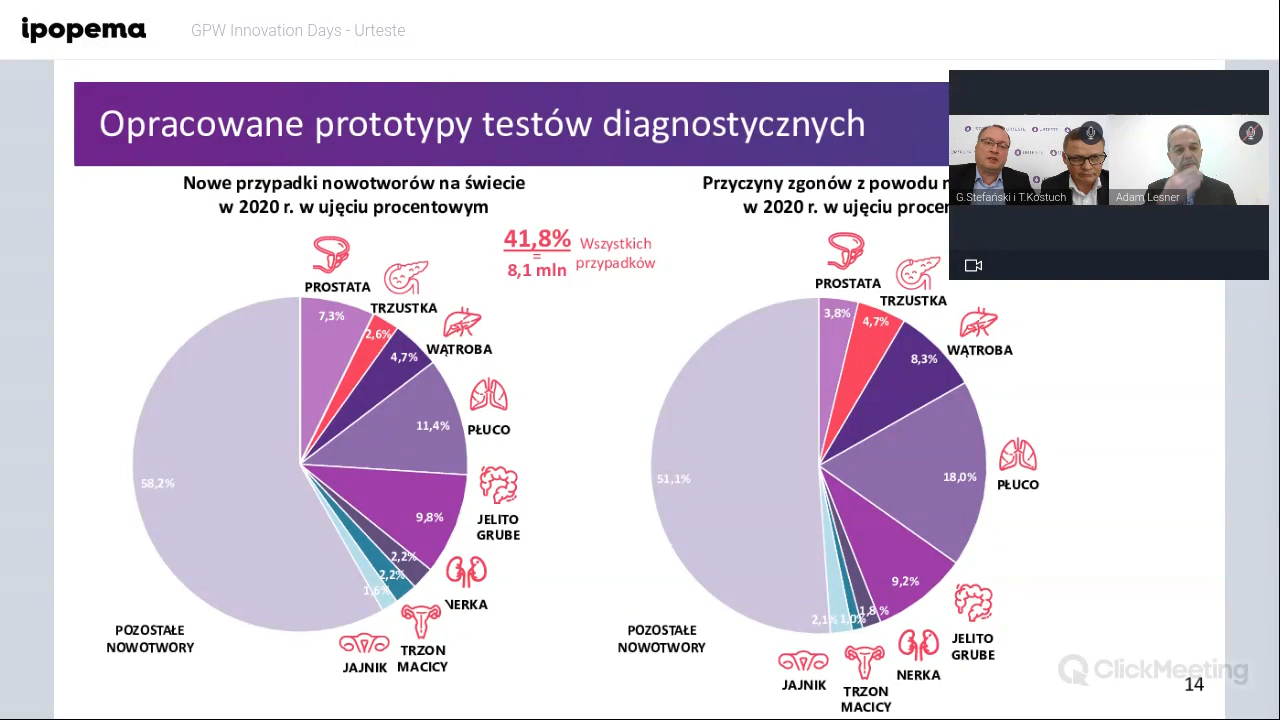 ipopema
GPW Innovation Days - Urteste
Opracowane prototypy testów diagnostycznych
G.Stefański i T.Kostuch
Adam Lesner
Nowe przypadki nowotworów na świecie
w 2020 r. w ujęciu procentowym
41,8%
=
8,1 mln
Wszystkich
przypadków
PROSTATA
TRZUSTKA
WĄTROBA
PŁUCO
JELITO
GRUBE
NERKA
TRZON
MACICY
JAJNIK
POZOSTAŁE
NOWOTWORY
7,3%
2,6%
4,7%
11,4%
9,8%
2,2%
2,2%
1,6%
58,2%
Przyczyny zgonów z powodu
w 2020 r. w ujęciu
PROSTATA
TRZUSTKA
WĄTROBA
PŁUCO
JELITO
GRUBE
NERKA
TRZON
MACICY
JAJNIK
POZOSTAŁE
NOWOTWORY
3,8%
4,7%
8,3%
18,0%
9,2%
1,8%
1,0%
2,1%
51,1%
ClickMeeting
14